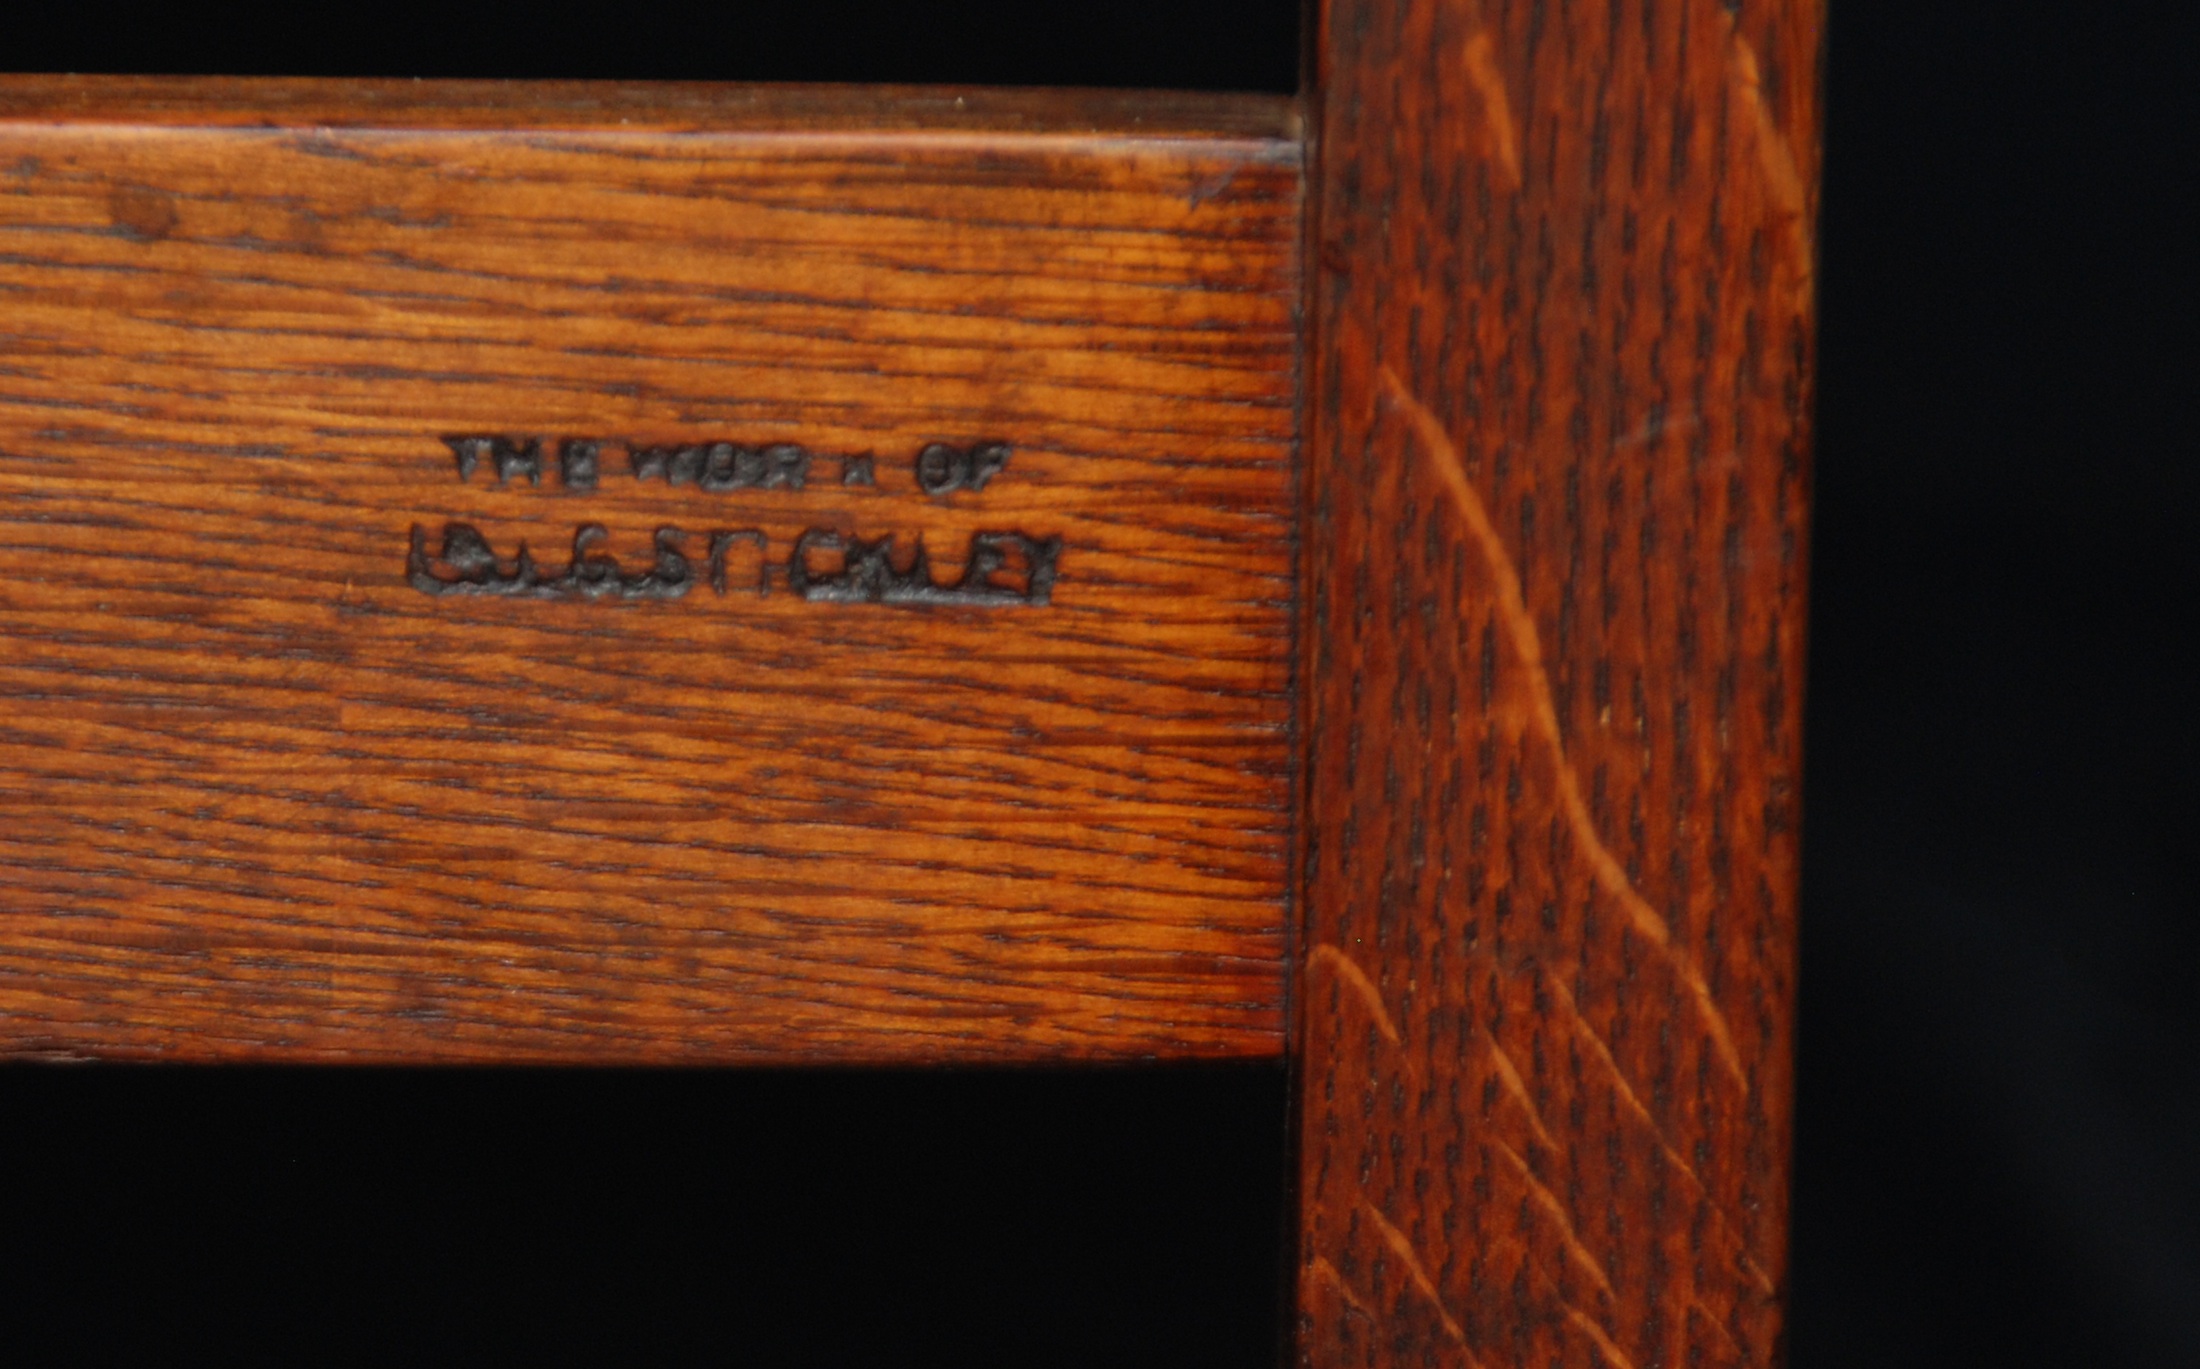 THE WORK OF
L. & J. G. STICKLEY